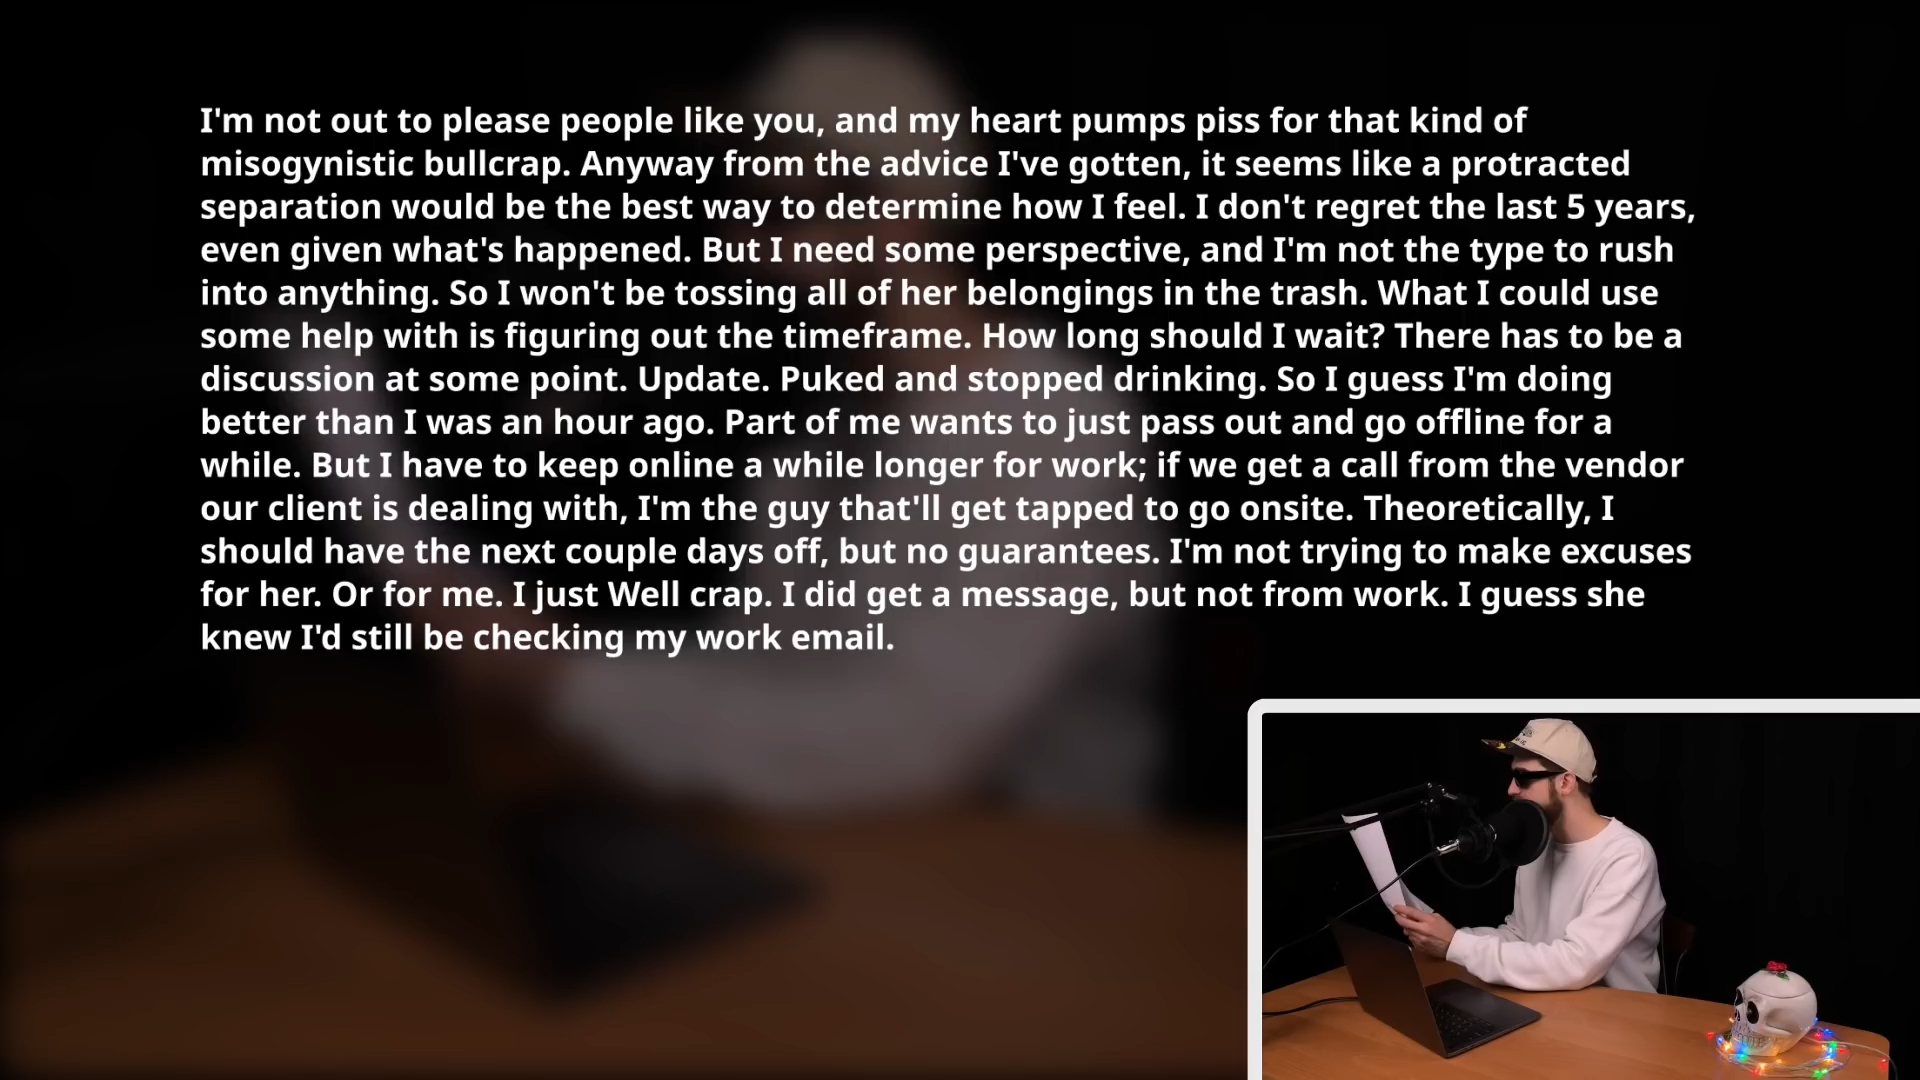 I'm not out to please people like you, and my heart pumps piss for that kind of
misogynistic bullcrap. Anyway from the advice I've gotten, it seems like a protracted
separation would be the best way to determine how I feel. I don't regret the last 5 years,
even given what's happened. But I need some perspective, and I'm not the type to rush
into anything. So I won't be tossing all of her belongings in the trash. What I could use
some help with is figuring out the timeframe. How long should I wait? There has to be a
discussion at some point. Update. Puked and stopped drinking. So I guess I'm doing
better than I was an hour ago. Part of me wants to just pass out and go offline for a
while. But I have to keep online a while longer for work; if we get a call from the vendor
our client is dealing with, I'm the guy that'll get tapped to go onsite. Theoretically, I
should have the next couple days off, but no guarantees. I'm not trying to make excuses
for her. Or for me. I just Well crap. I did get a message, but not from work. I guess she
knew I'd still be checking my work email.